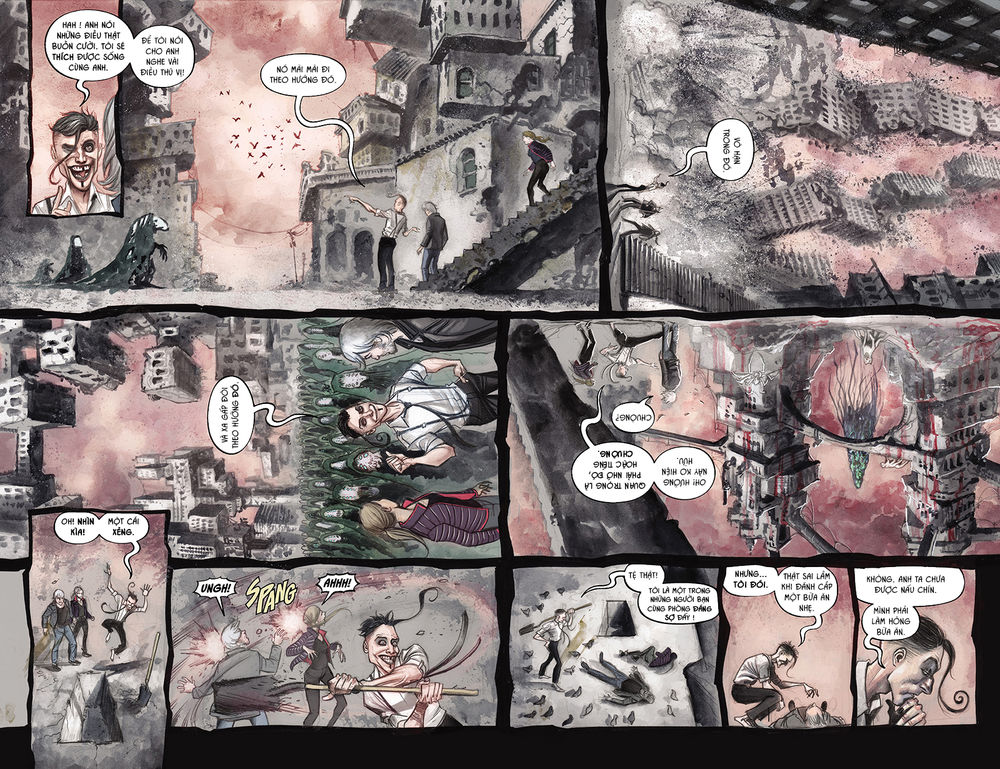 HAH ! ANH NÓI
NHỮNG ĐIỀU THẬT
BUỒN CƯỜI. TÔI SẼ
THÍCH ĐƯỢC SỐNG
CÙNG ANH.
ĐỂ TÔI NÓI
CHO ANH
NGHE VÀI
ĐIỀU THÚ VỊ!
NÓ MÃI MÃI ĐI
THEO HƯỚNG ĐÓ.
VÔ HẠN
TRONG ĐÓ.
VÀ XA GẤP ĐÔI
THEO HƯỚNG ĐÓ.
CHUỘNG?
QUAN TRỌNG LÀ
PHẢI NHỚ ĐÓ,
HOẶC TIẾNG
CHUÔNG.
OH! HƯỚNG
NÀY KO HIỆN
HỮU.
OH! NHÌN
KÌA!
MỘT CÁI
XẺNG.
UNGH!
SPANG
AHHH!
TỆ THẬT!
TÔI LÀ MỘT TRONG
NHỮNG NGƯỜI BẠN
CÙNG PHÒNG ĐÁNG
SỢ ĐẤY !
NHƯNG...
TÔI ĐÓI.
THẬT SAI LẦM
KHI ĐÁNH CẮP
MỘT BỮA ĂN
NHẸ.
KHÔNG, ANH TA CHƯA
ĐƯỢC NẤU CHÍN.
MÌNH PHẢI
LÀM HỎNG
BỮA ĂN.